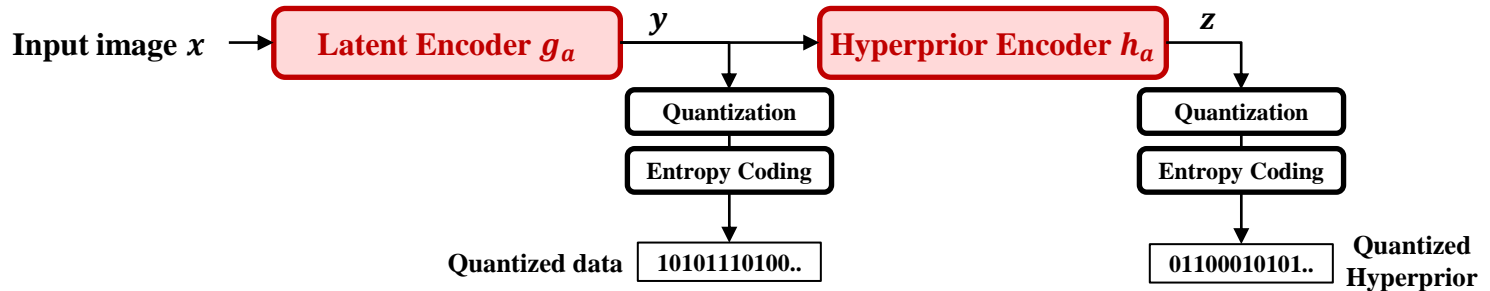 Input image x
Latent Encoder g_a
y
Hyperprior Encoder h_a
z
Quantization
Entropy Coding
Quantized data
10101110100..
Quantization
Entropy Coding
01100010101..
Quantized
Hyperprior